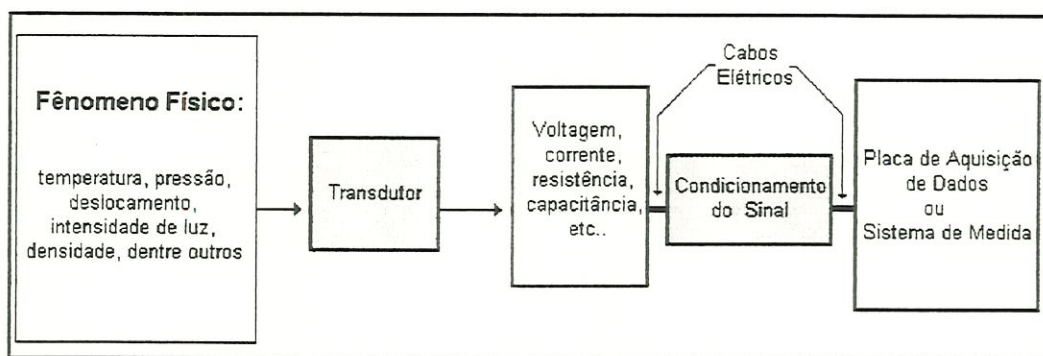 Fênomeno Físico:
temperatura, pressão,
deslocamento,
intensidade de luz,
densidade, dentre outros
Transdutor
Voltagem,
corrente,
resistência,
capacitância,
etc..
Cabos
Elétricos
Condicionamento
do Sinal
Placa de Aquisição
de Dados
ou
Sistema de Medida